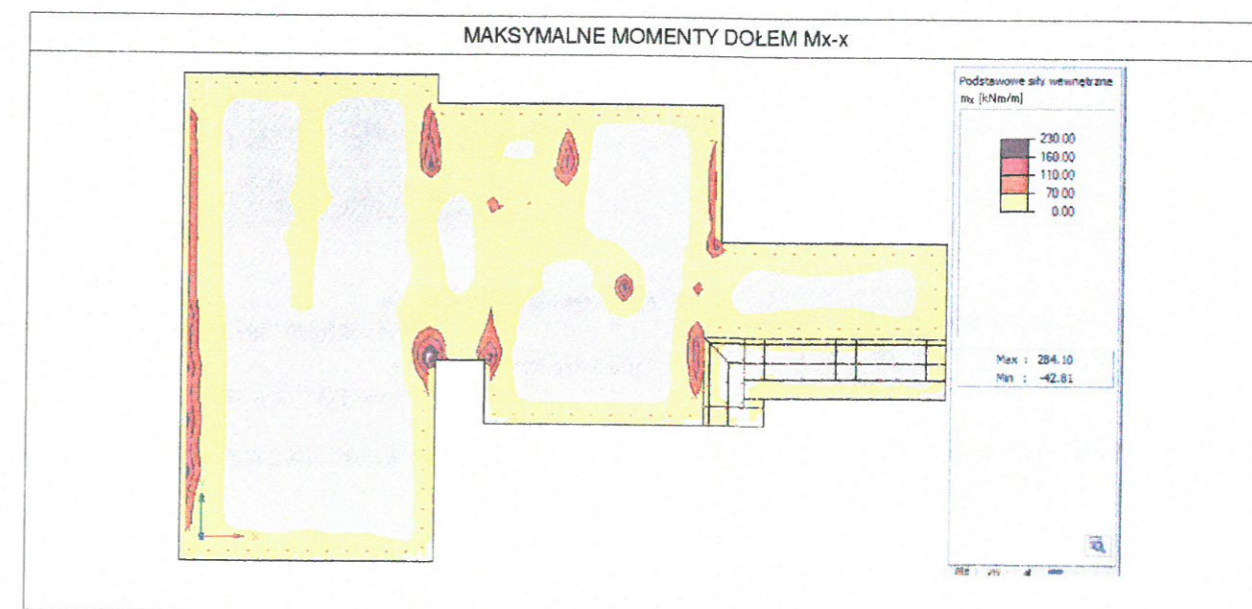 MAKSYMALNE MOMENTY DOŁEM Mx-x
Podstawowe siły wewnętrzne
mx [kNm/m]
230.00
160.00
110.00
70.00
0.00
Max : 284.10
Min : -42.81
X